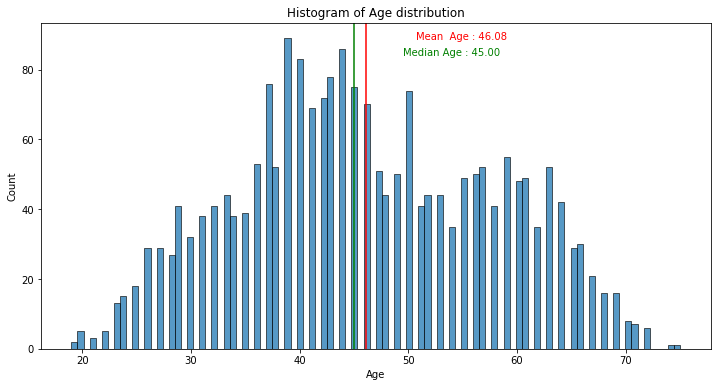 Histogram of Age distribution
Mean  Age : 46.08
Median Age : 45.00
Count
80
60
40
20
0
20 30 40 50 60 70
Age